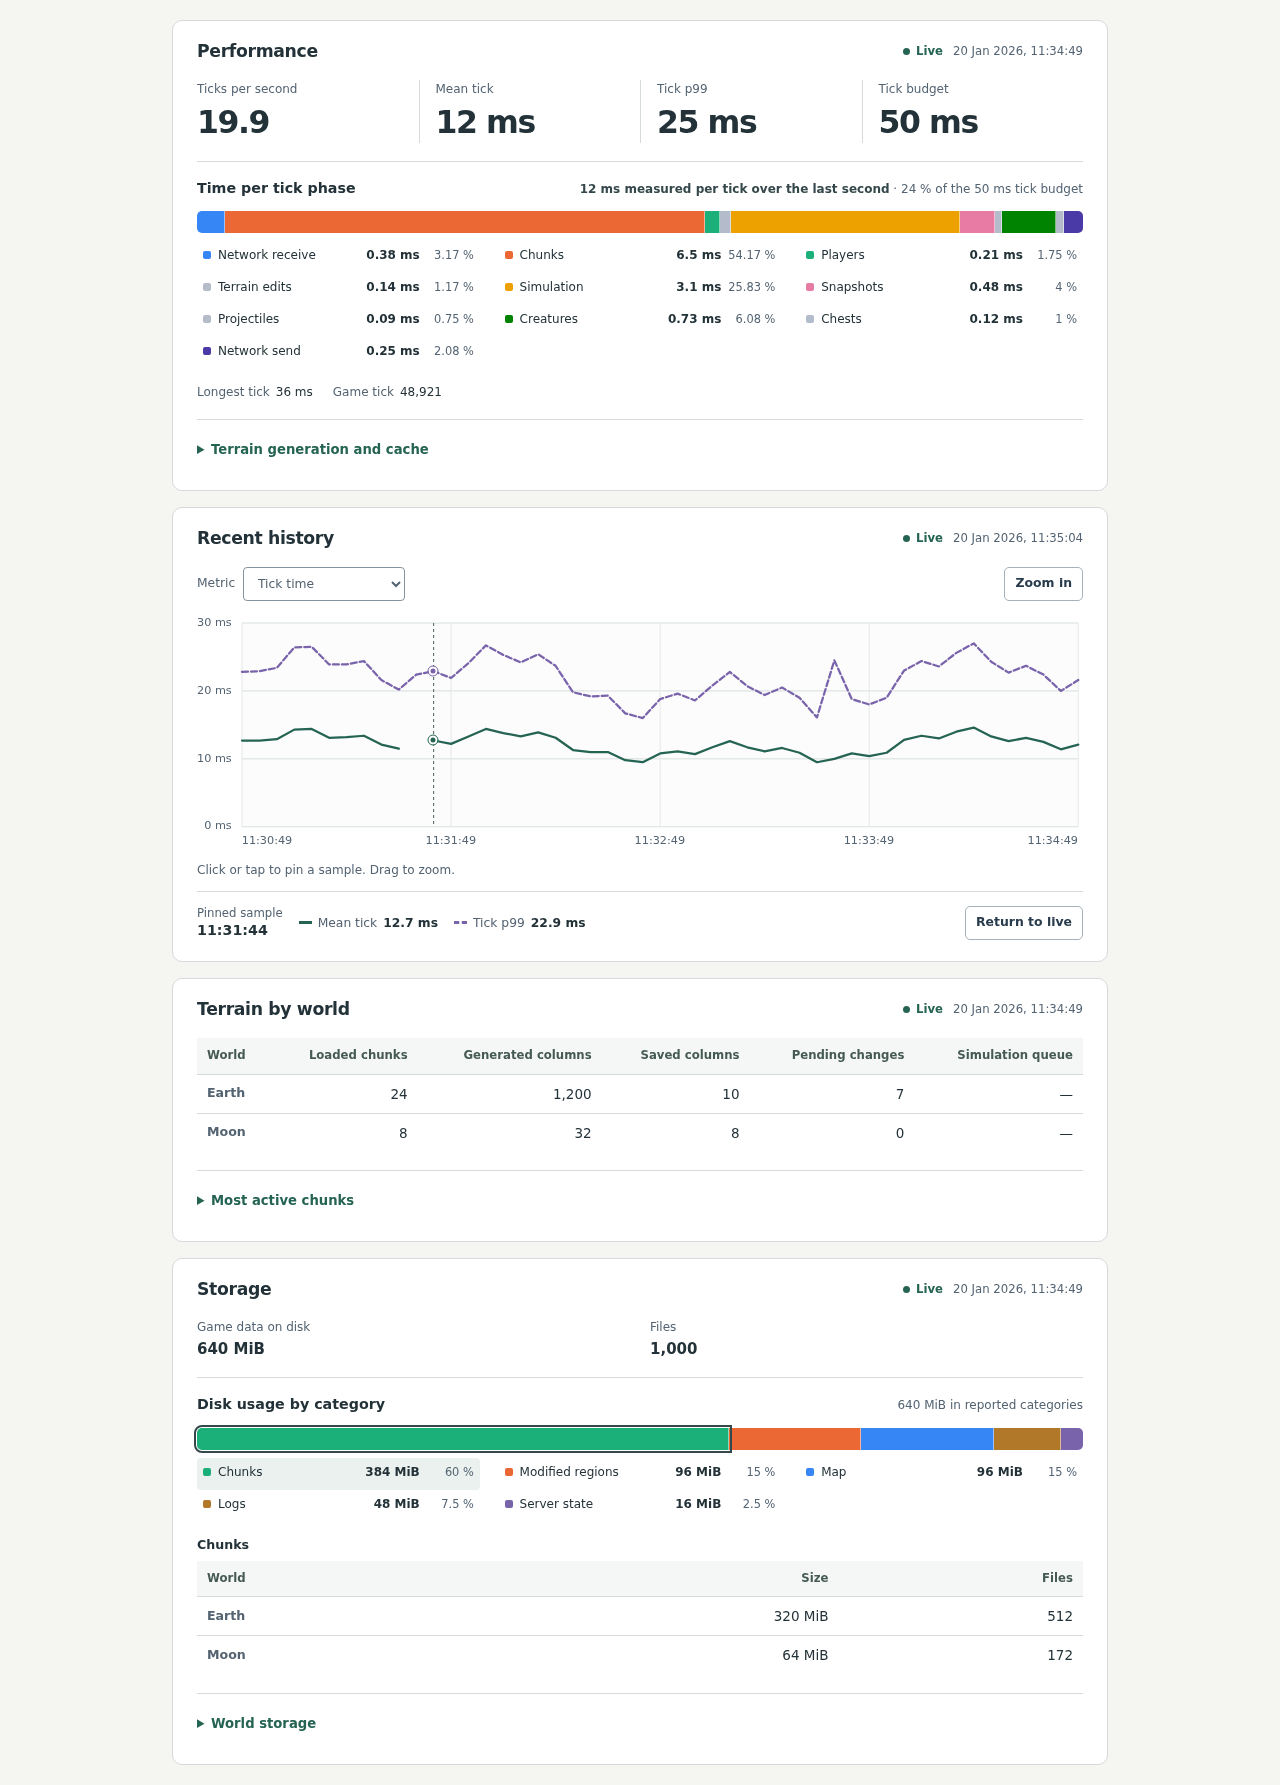 Performance
Live 20 Jan 2026, 11:34:49
Ticks per second Mean tick Tick p99 Tick budget
19.9 12 ms 25 ms 50 ms
Time per tick phase 12 ms measured per tick over the last second · 24 % of the 50 ms tick budget
Network receive 0.38 ms 3.17 % Chunks 6.5 ms 54.17 % Players 0.21 ms 1.75 %
Terrain edits 0.14 ms 1.17 % Simulation 3.1 ms 25.83 % Snapshots 0.48 ms 4 %
Projectiles 0.09 ms 0.75 % Creatures 0.73 ms 6.08 % Chests 0.12 ms 1 %
Network send 0.25 ms 2.08 %
Longest tick 36 ms Game tick 48,921
Terrain generation and cache
Recent history
Live 20 Jan 2026, 11:35:04
Metric Tick time Zoom in
30 ms
20 ms
10 ms
0 ms
11:30:49 11:31:49 11:32:49 11:33:49 11:34:49
Click or tap to pin a sample. Drag to zoom.
Pinned sample
11:31:44
Mean tick 12.7 ms Tick p99 22.9 ms Return to live
Terrain by world
Live 20 Jan 2026, 11:34:49
World Loaded chunks Generated columns Saved columns Pending changes Simulation queue
Earth 24 1,200 10 7 —
Moon 8 32 8 0 —
Most active chunks
Storage
Live 20 Jan 2026, 11:34:49
Game data on disk Files
640 MiB 1,000
Disk usage by category 640 MiB in reported categories
Chunks 384 MiB 60 % Modified regions 96 MiB 15 % Map 96 MiB 15 %
Logs 48 MiB 7.5 % Server state 16 MiB 2.5 %
Chunks
World Size Files
Earth 320 MiB 512
Moon 64 MiB 172
World storage